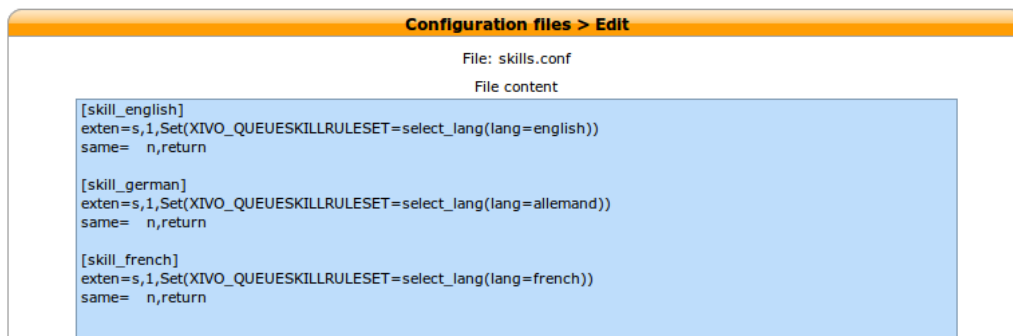 Configuration files > Edit
File: skills.conf
File content
[skill_english]
exten=s,1,Set(XIVO_QUEUESKILLRULESET=select_lang(lang=english))
same=   n,return
[skill_german]
exten=s,1,Set(XIVO_QUEUESKILLRULESET=select_lang(lang=allemand))
same=   n,return
[skill_french]
exten=s,1,Set(XIVO_QUEUESKILLRULESET=select_lang(lang=french))
same=   n,return